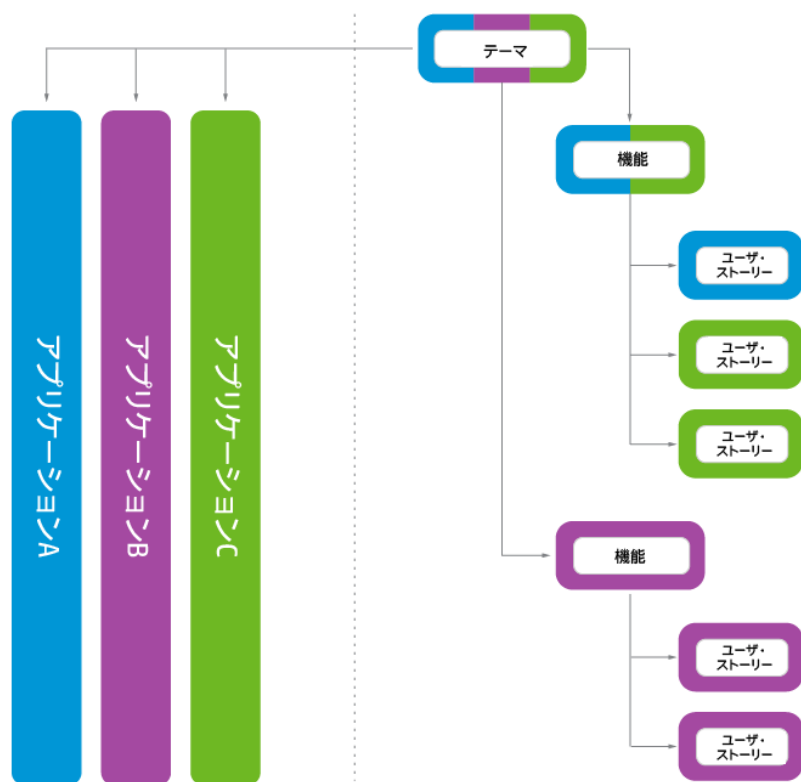 テーマ
機能
ユーザ・
ストーリー
ユーザ・
ストーリー
ユーザ・
ストーリー
機能
ユーザ・
ストーリー
ユーザ・
ストーリー
アプリケーションA
アプリケーションB
アプリケーションC